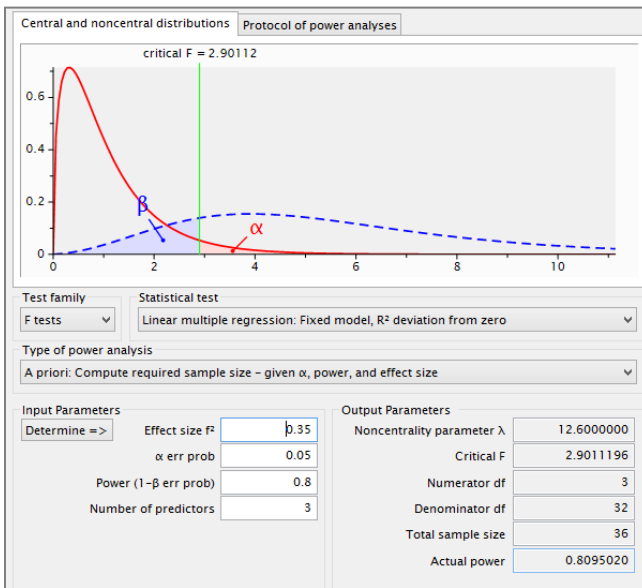 Central and noncentral distributions Protocol of power analyses
critical F = 2.90112
0.6
0.4
0.2
0
β
α
0 2 4 6 8 10
Test family Statistical test
F tests Linear multiple regression: Fixed model, R² deviation from zero
Type of power analysis
A priori: Compute required sample size – given α, power, and effect size
Input Parameters Output Parameters
Determine => Effect size f² 0.35 Noncentrality parameter λ 12.6000000
α err prob 0.05 Critical F 2.9011196
Power (1-β err prob) 0.8 Numerator df 3
Number of predictors 3 Denominator df 32
Total sample size 36
Actual power 0.8095020